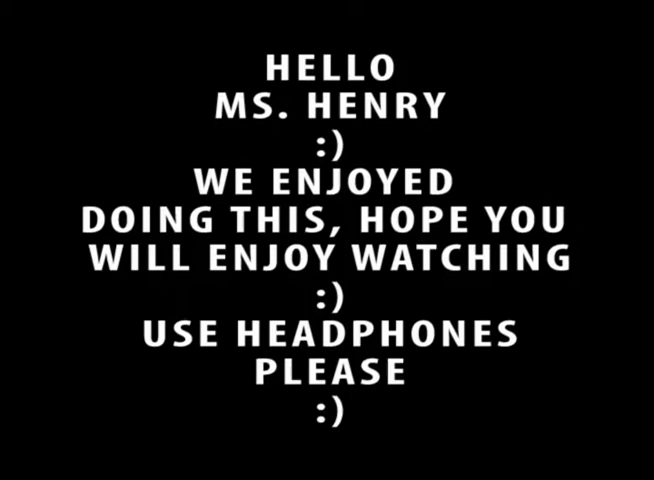 HELLO
MS. HENRY
:)
WE ENJOYED
DOING THIS, HOPE YOU
WILL ENJOY WATCHING
:)
USE HEADPHONES
PLEASE
:)